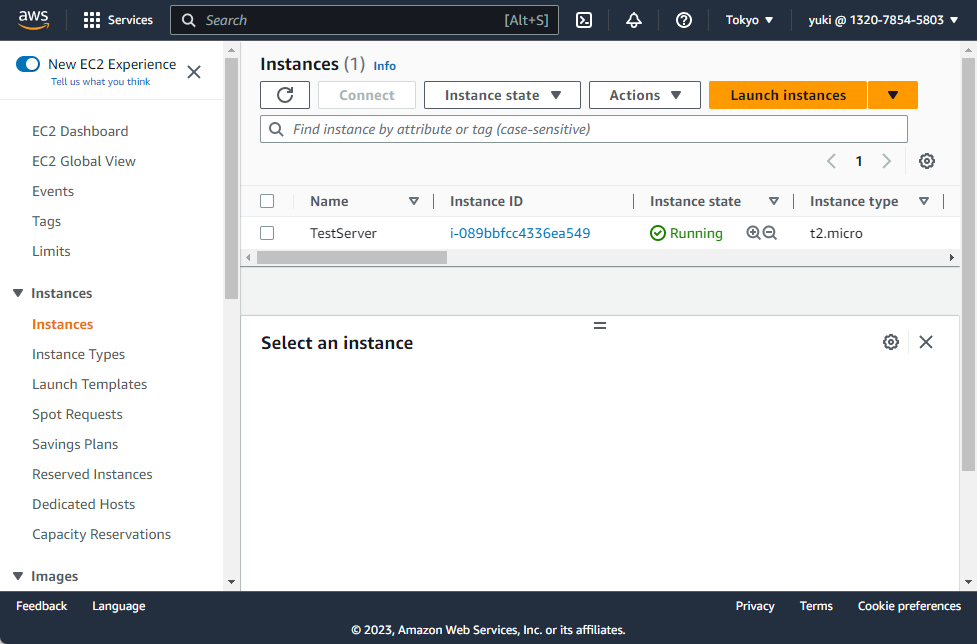 aws Services Search [Alt+S] Tokyo yuki @ 1320-7854-5803
New EC2 Experience
Tell us what you think
EC2 Dashboard
EC2 Global View
Events
Tags
Limits
Instances
Instances
Instance Types
Launch Templates
Spot Requests
Savings Plans
Reserved Instances
Dedicated Hosts
Capacity Reservations
Images
Instances (1) Info
Connect Instance state Actions Launch instances
Find instance by attribute or tag (case-sensitive)
1
Name Instance ID Instance state Instance type
TestServer i-089bbfcc4336ea549 Running t2.micro
Select an instance
Feedback Language Privacy Terms Cookie preferences
© 2023, Amazon Web Services, Inc. or its affiliates.